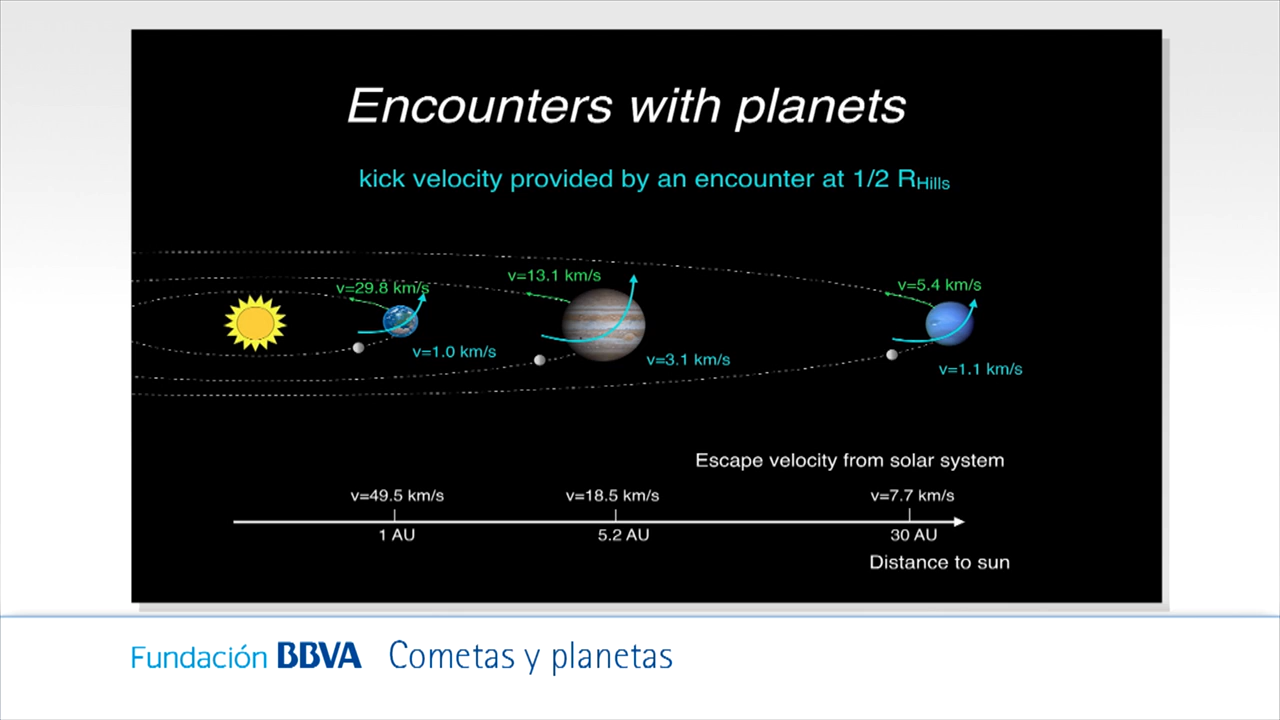 Encounters with planets
kick velocity provided by an encounter at 1/2 RHills
v=29.8 km/s
v=13.1 km/s
v=5.4 km/s
v=1.0 km/s
v=3.1 km/s
v=1.1 km/s
Escape velocity from solar system
v=49.5 km/s
v=18.5 km/s
v=7.7 km/s
1 AU
5.2 AU
30 AU
Distance to sun
Fundación BBVA Cometas y planetas